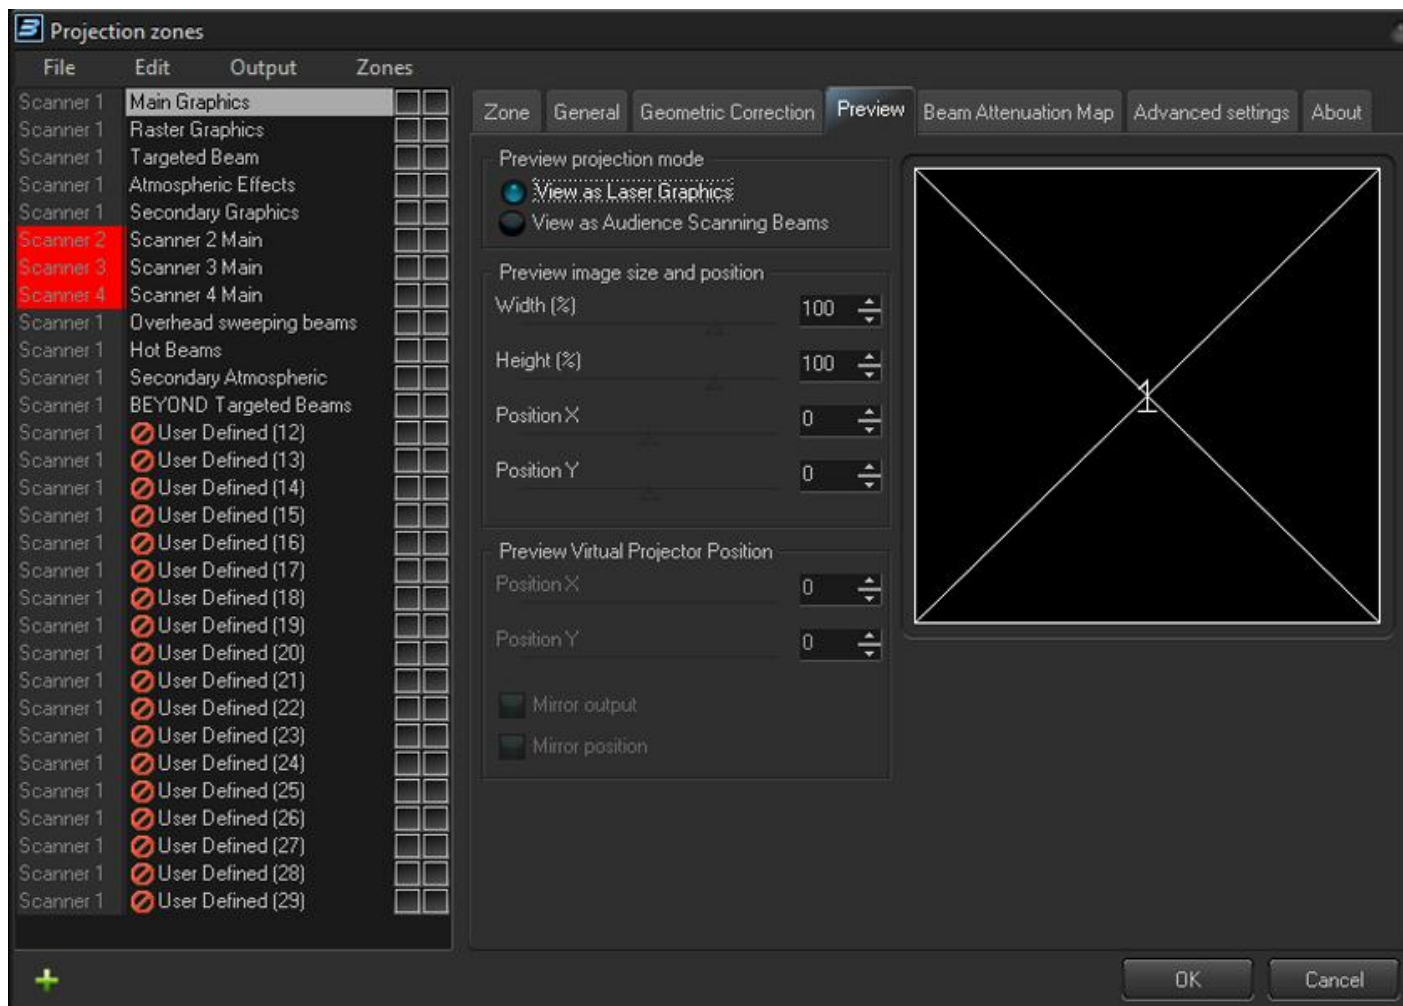 Projection zones
File Edit Output Zones
Scanner 1 Main Graphics
Scanner 1 Raster Graphics
Scanner 1 Targeted Beam
Scanner 1 Atmospheric Effects
Scanner 1 Secondary Graphics
Scanner 2 Scanner 2 Main
Scanner 3 Scanner 3 Main
Scanner 4 Scanner 4 Main
Scanner 1 Overhead sweeping beams
Scanner 1 Hot Beams
Scanner 1 Secondary Atmospheric
Scanner 1 BEYOND Targeted Beams
Scanner 1 User Defined (12)
Scanner 1 User Defined (13)
Scanner 1 User Defined (14)
Scanner 1 User Defined (15)
Scanner 1 User Defined (16)
Scanner 1 User Defined (17)
Scanner 1 User Defined (18)
Scanner 1 User Defined (19)
Scanner 1 User Defined (20)
Scanner 1 User Defined (21)
Scanner 1 User Defined (22)
Scanner 1 User Defined (23)
Scanner 1 User Defined (24)
Scanner 1 User Defined (25)
Scanner 1 User Defined (26)
Scanner 1 User Defined (27)
Scanner 1 User Defined (28)
Scanner 1 User Defined (29)
Zone General Geometric Correction Preview Beam Attenuation Map Advanced settings About
Preview projection mode
View as Laser Graphics
View as Audience Scanning Beams
Preview image size and position
Width (%) 100
Height (%) 100
Position X 0
Position Y 0
Preview Virtual Projector Position
Position X 0
Position Y 0
Mirror output
Mirror position
1
OK Cancel